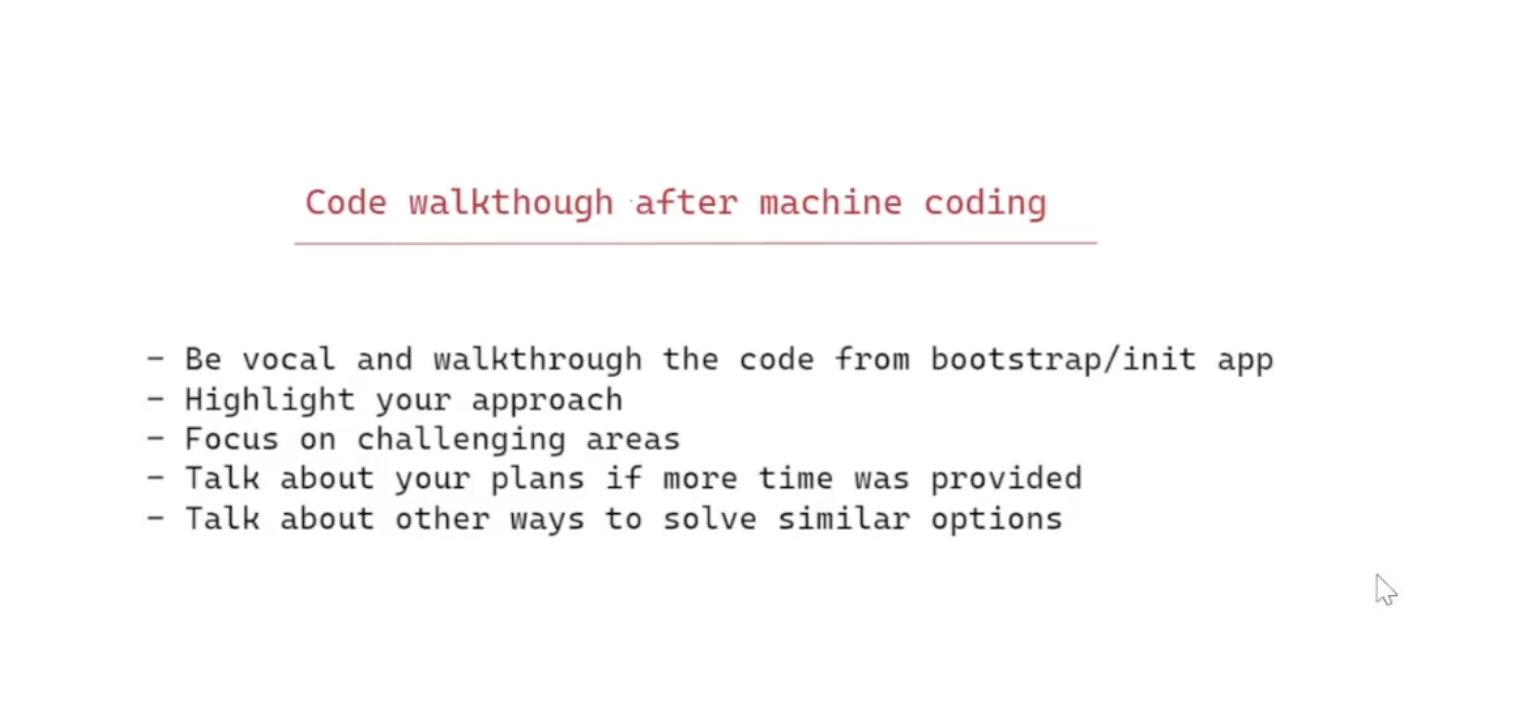 Code walkthough after machine coding
- Be vocal and walkthrough the code from bootstrap/init app
- Highlight your approach
- Focus on challenging areas
- Talk about your plans if more time was provided
- Talk about other ways to solve similar options